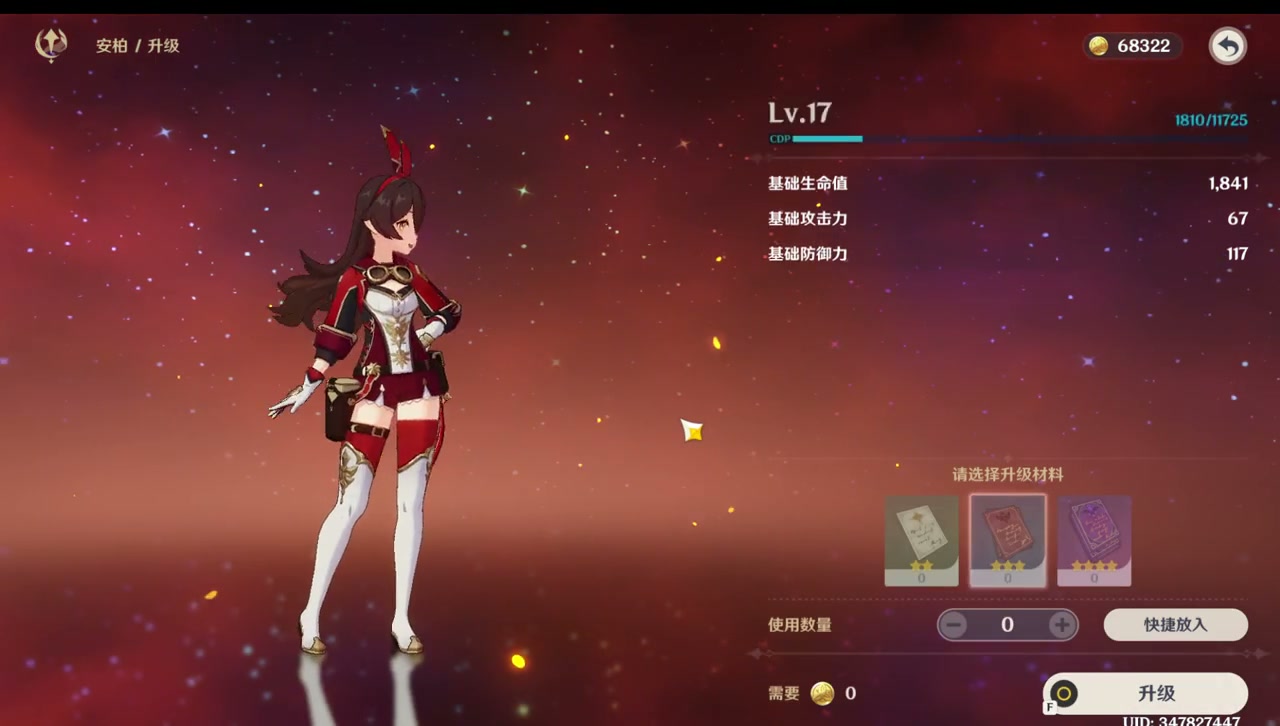 安柏 / 升级
68322
Lv.17
1810/11725
CDP
基础生命值 1,841
基础攻击力 67
基础防御力 117
请选择升级材料
0 0 0
使用数量 0 快捷放入
需要 0
F 升级
UID: 347827447